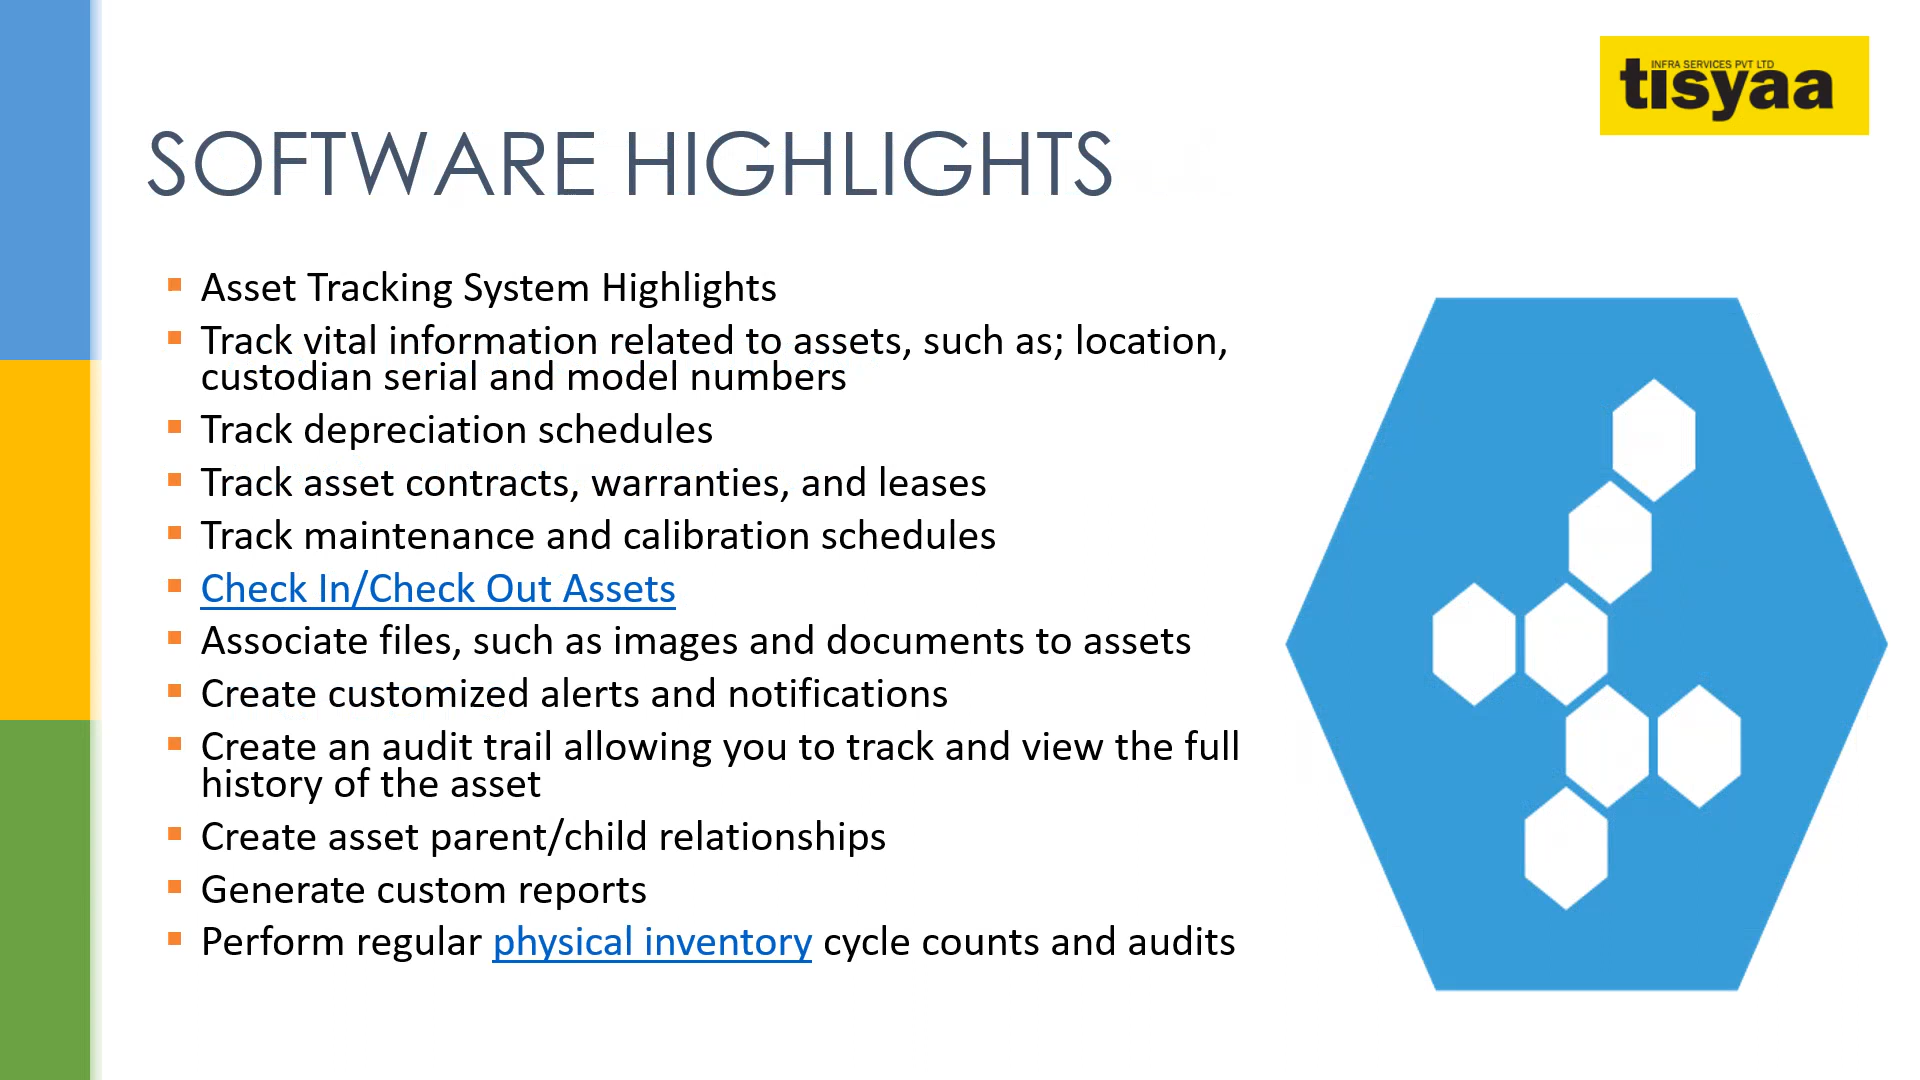 INFRA SERVICES PVT LTD
tisyaa
SOFTWARE HIGHLIGHTS
Asset Tracking System Highlights
Track vital information related to assets, such as; location,
custodian serial and model numbers
Track depreciation schedules
Track asset contracts, warranties, and leases
Track maintenance and calibration schedules
Check In/Check Out Assets
Associate files, such as images and documents to assets
Create customized alerts and notifications
Create an audit trail allowing you to track and view the full
history of the asset
Create asset parent/child relationships
Generate custom reports
Perform regular physical inventory cycle counts and audits